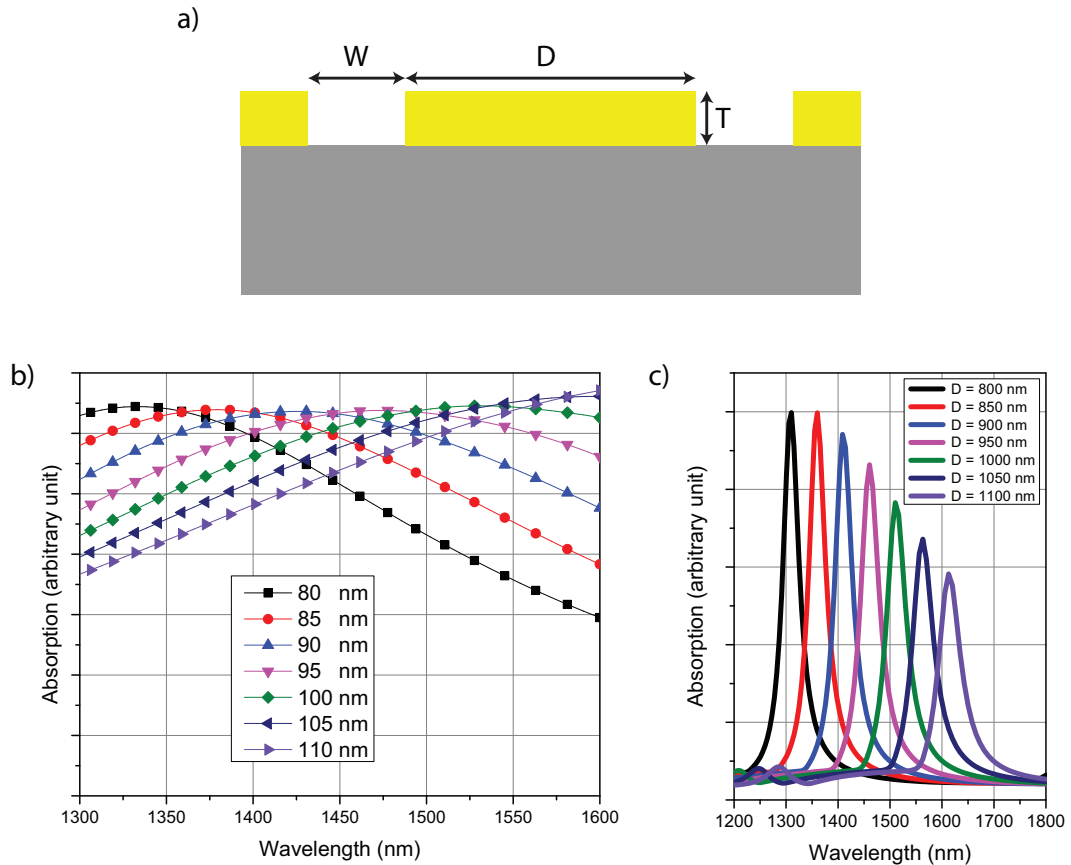 a)
W
D
T
b)
Absorption (arbitrary unit)
80 nm
85 nm
90 nm
95 nm
100 nm
105 nm
110 nm
1300 1350 1400 1450 1500 1550 1600
Wavelength (nm)
c)
Absorption (arbitrary unit)
D = 800 nm
D = 850 nm
D = 900 nm
D = 950 nm
D = 1000 nm
D = 1050 nm
D = 1100 nm
1200 1300 1400 1500 1600 1700 1800
Wavelength (nm)